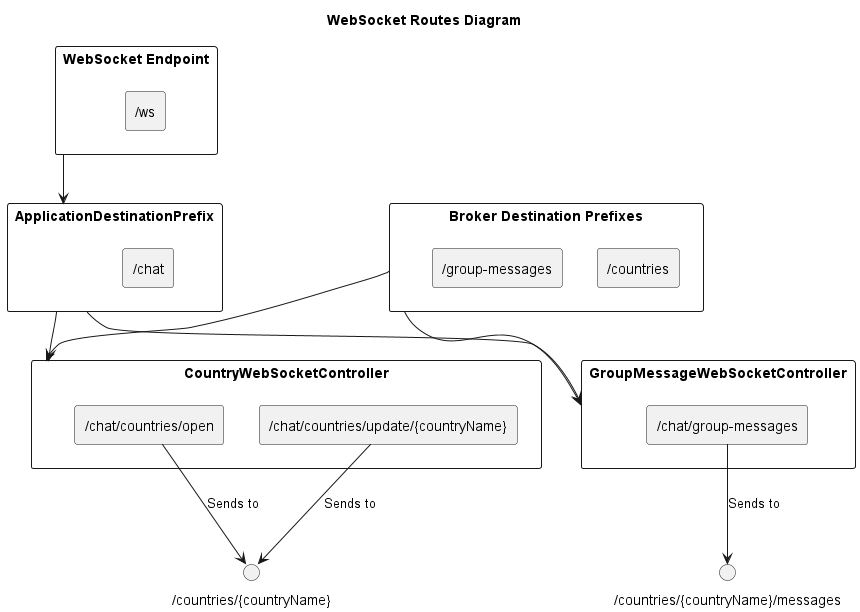 WebSocket Routes Diagram
WebSocket Endpoint
/ws
ApplicationDestinationPrefix
/chat
Broker Destination Prefixes
/group-messages
/countries
CountryWebSocketController
/chat/countries/open
/chat/countries/update/{countryName}
GroupMessageWebSocketController
/chat/group-messages
Sends to
Sends to
Sends to
/countries/{countryName}
/countries/{countryName}/messages